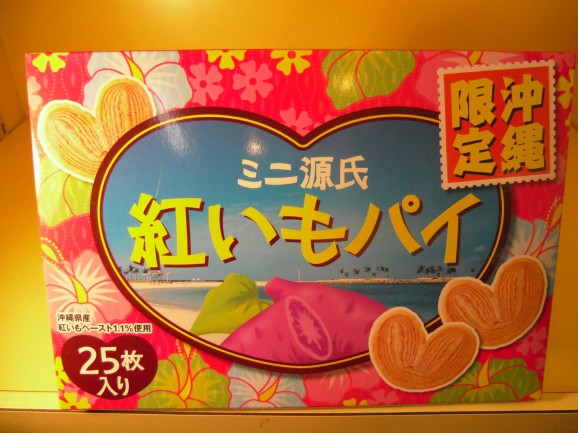 沖縄
限定
ミニ源氏
紅いもパイ
沖縄県産
紅いもペースト1.1%使用
25枚
入り